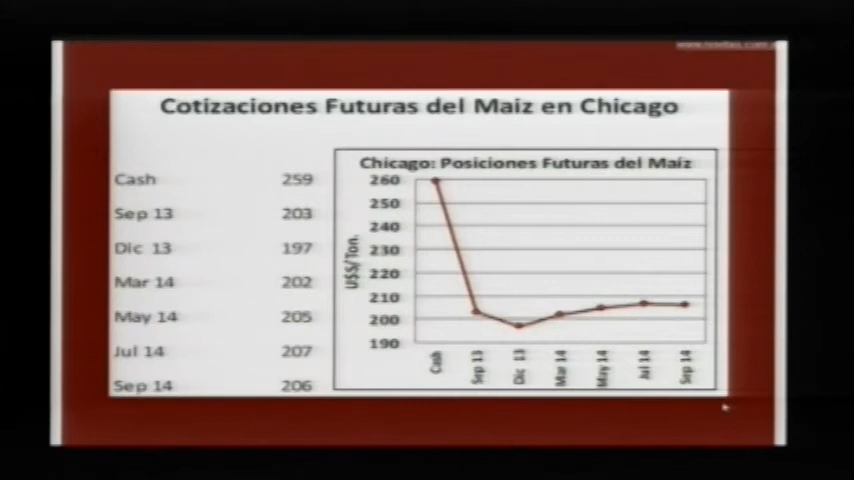 Cotizaciones Futuras del Maiz en Chicago
Cash 259
Sep 13 203
Dic 13 197
Mar 14 202
May 14 205
Jul 14 207
Sep 14 206
Chicago: Posiciones Futuras del Maíz
U$S/Ton.
260
250
240
230
220
210
200
190
Cash
Sep 13
Dic 13
Mar 14
May 14
Jul 14
Sep 14